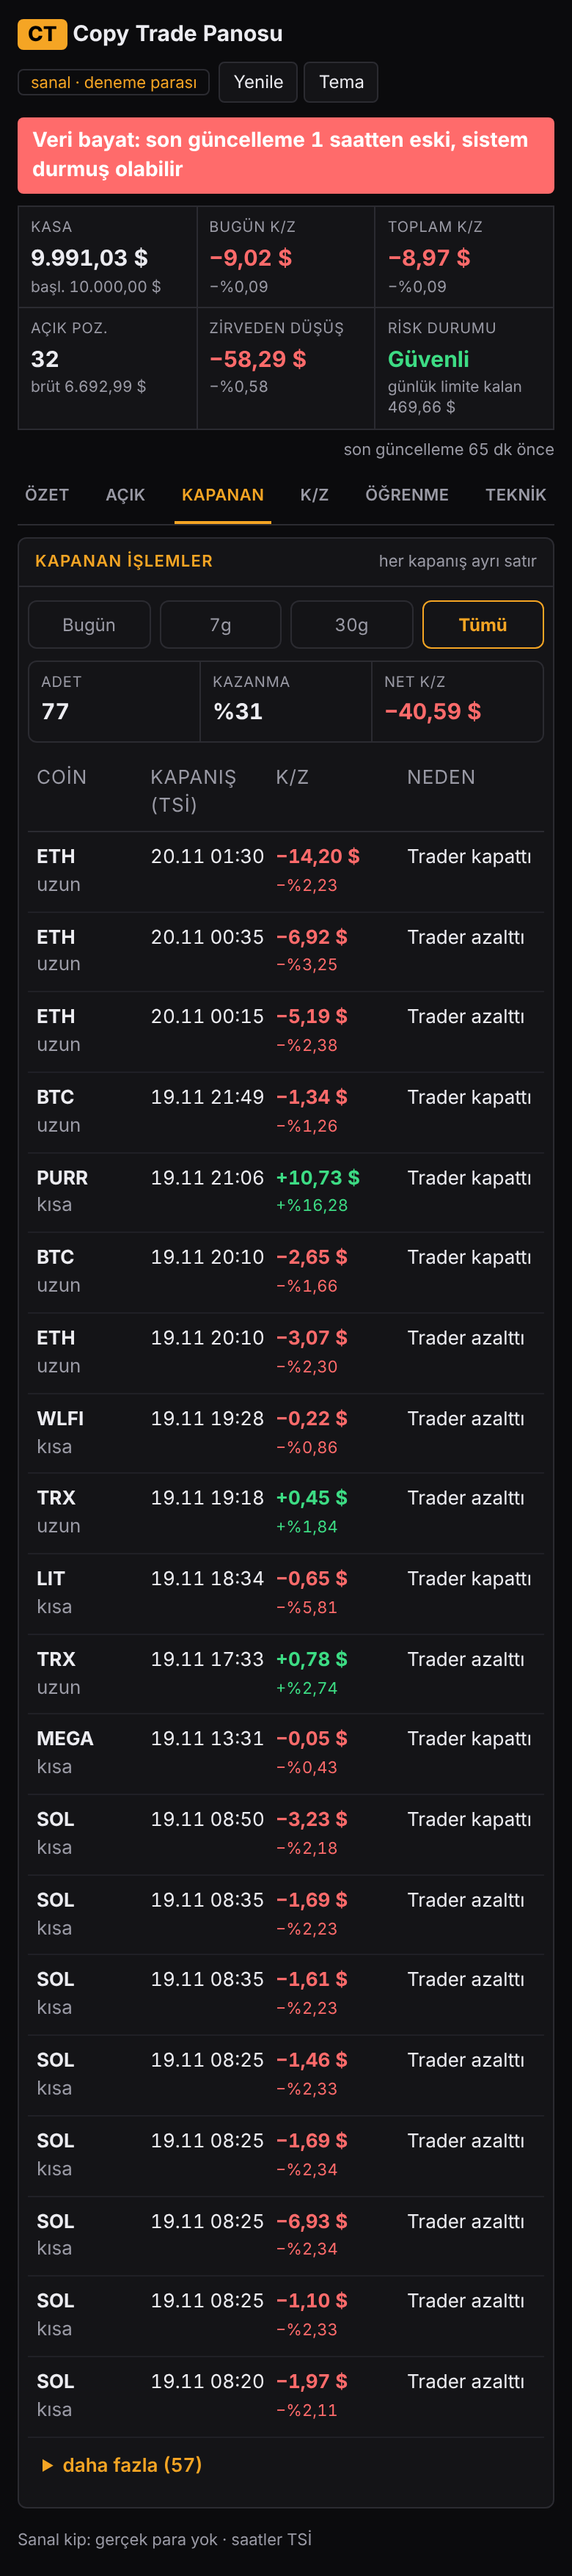 CT Copy Trade Panosu
sanal · deneme parası Yenile Tema
Veri bayat: son güncelleme 1 saatten eski, sistem
durmuş olabilir
KASA BUGÜN K/Z TOPLAM K/Z
9.991,03 $ −9,02 $ −8,97 $
başl. 10.000,00 $ −%0,09 −%0,09
AÇIK POZ. ZİRVEDEN DÜŞÜŞ RİSK DURUMU
32 −58,29 $ Güvenli
brüt 6.692,99 $ −%0,58 günlük limite kalan
469,66 $
son güncelleme 65 dk önce
ÖZET AÇIK KAPANAN K/Z ÖĞRENME TEKNİK
KAPANAN İŞLEMLER her kapanış ayrı satır
Bugün 7g 30g Tümü
ADET KAZANMA NET K/Z
77 %31 −40,59 $
COİN KAPANIŞ K/Z NEDEN
(TSİ)
ETH 20.11 01:30 −14,20 $ Trader kapattı
uzun −%2,23
ETH 20.11 00:35 −6,92 $ Trader azalttı
uzun −%3,25
ETH 20.11 00:15 −5,19 $ Trader azalttı
uzun −%2,38
BTC 19.11 21:49 −1,34 $ Trader kapattı
uzun −%1,26
PURR 19.11 21:06 +10,73 $ Trader kapattı
kısa +%16,28
BTC 19.11 20:10 −2,65 $ Trader kapattı
uzun −%1,66
ETH 19.11 20:10 −3,07 $ Trader azalttı
uzun −%2,30
WLFI 19.11 19:28 −0,22 $ Trader azalttı
kısa −%0,86
TRX 19.11 19:18 +0,45 $ Trader azalttı
uzun +%1,84
LIT 19.11 18:34 −0,65 $ Trader kapattı
kısa −%5,81
TRX 19.11 17:33 +0,78 $ Trader azalttı
uzun +%2,74
MEGA 19.11 13:31 −0,05 $ Trader kapattı
kısa −%0,43
SOL 19.11 08:50 −3,23 $ Trader kapattı
kısa −%2,18
SOL 19.11 08:35 −1,69 $ Trader azalttı
kısa −%2,23
SOL 19.11 08:35 −1,61 $ Trader azalttı
kısa −%2,23
SOL 19.11 08:25 −1,46 $ Trader azalttı
kısa −%2,33
SOL 19.11 08:25 −1,69 $ Trader azalttı
kısa −%2,34
SOL 19.11 08:25 −6,93 $ Trader azalttı
kısa −%2,34
SOL 19.11 08:25 −1,10 $ Trader azalttı
kısa −%2,33
SOL 19.11 08:20 −1,97 $ Trader azalttı
kısa −%2,11
▶ daha fazla (57)
Sanal kip: gerçek para yok · saatler TSİ